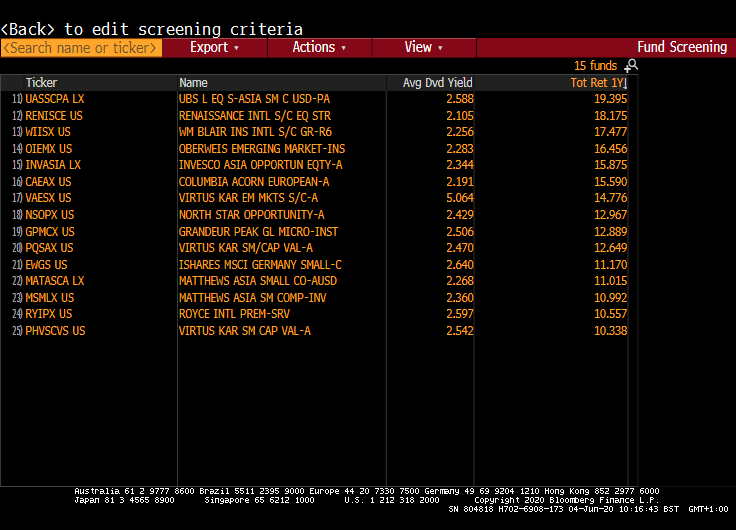 <Back> to edit screening criteria
<Search name or ticker> Export ▾ Actions ▾ View ▾ Fund Screening
15 funds
Ticker Name Avg Dvd Yield Tot Ret 1Y↓
11) UASSCPA LX UBS L EQ S-ASIA SM C USD-PA 2.588 19.395
12) RENISCE US RENAISSANCE INTL S/C EQ STR 2.105 18.175
13) WIISX US WM BLAIR INS INTL S/C GR-R6 2.256 17.477
14) OIEMX US OBERWEIS EMERGING MARKET-INS 2.283 16.456
15) INVASIA LX INVESCO ASIA OPPORTUN EQTY-A 2.344 15.875
16) CAEAX US COLUMBIA ACORN EUROPEAN-A 2.191 15.590
17) VAESX US VIRTUS KAR EM MKTS S/C-A 5.064 14.776
18) NSOPX US NORTH STAR OPPORTUNITY-A 2.429 12.967
19) GPMCX US GRANDEUR PEAK GL MICRO-INST 2.506 12.889
20) PQSAX US VIRTUS KAR SM/CAP VAL-A 2.470 12.649
21) EWGS US ISHARES MSCI GERMANY SMALL-C 2.640 11.170
22) MATASCA LX MATTHEWS ASIA SMALL CO-AUSD 2.268 11.015
23) MSMLX US MATTHEWS ASIA SM COMP-INV 2.360 10.992
24) RYIPX US ROYCE INTL PREM-SRV 2.597 10.557
25) PHVSCVS US VIRTUS KAR SM CAP VAL-A 2.542 10.338
Australia 61 2 9777 8600 Brazil 5511 2395 9000 Europe 44 20 7330 7500 Germany 49 69 9204 1210 Hong Kong 852 2977 6000
Japan 81 3 4565 8900 Singapore 65 6212 1000 U.S. 1 212 318 2000 Copyright 2020 Bloomberg Finance L.P.
SN 804818 H702-6908-173 04-Jun-20 10:16:43 BST GMT+1:00